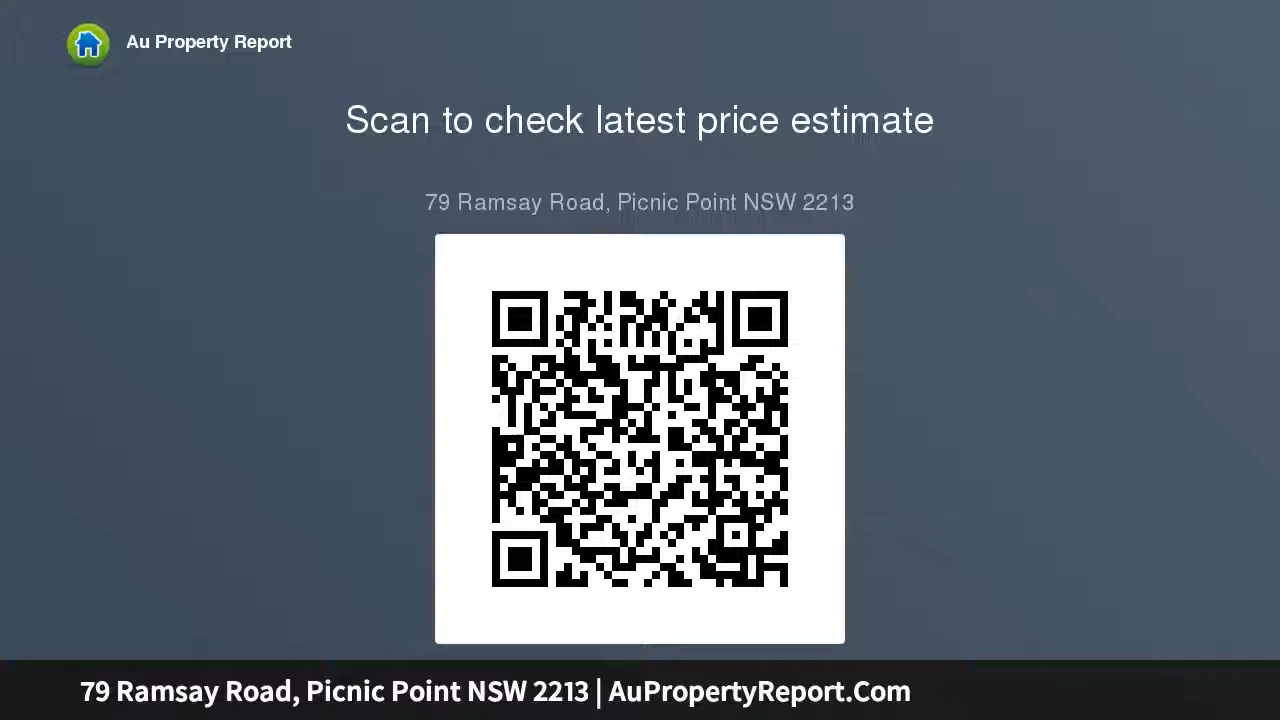 Au Property Report
Scan to check latest price estimate
79 Ramsay Road, Picnic Point NSW 2213
79 Ramsay Road, Picnic Point NSW 2213 | AuPropertyReport.Com